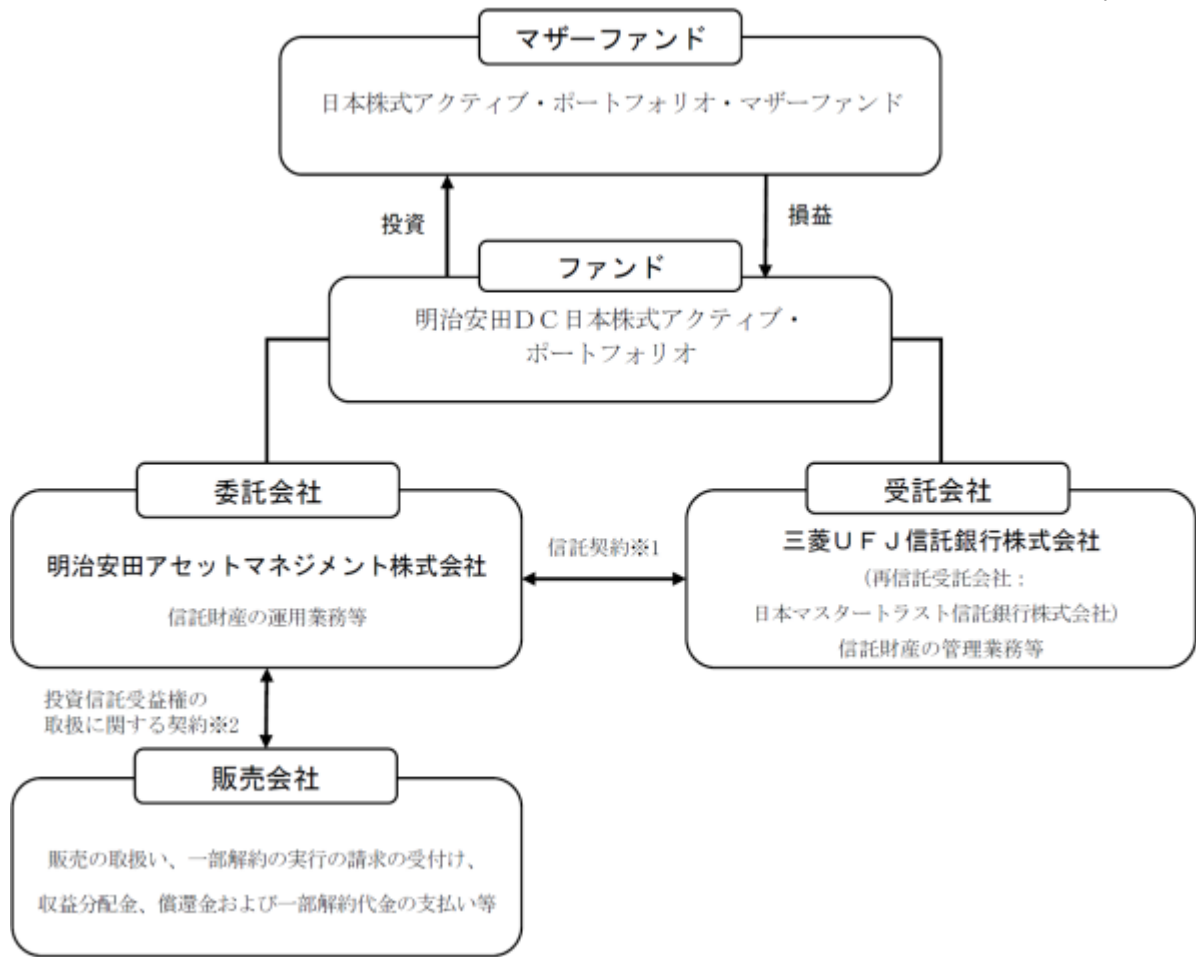 マザーファンド
日本株式アクティブ・ポートフォリオ・マザーファンド
投資
損益
ファンド
明治安田DC日本株式アクティブ・
ポートフォリオ
委託会社
明治安田アセットマネジメント株式会社
信託財産の運用業務等
信託契約※1
受託会社
三菱UFJ信託銀行株式会社
(再信託受託会社:
日本マスタートラスト信託銀行株式会社)
信託財産の管理業務等
投資信託受益権の
取扱に関する契約※2
販売会社
販売の取扱い、一部解約の実行の請求の受付け、
収益分配金、償還金および一部解約代金の支払い等